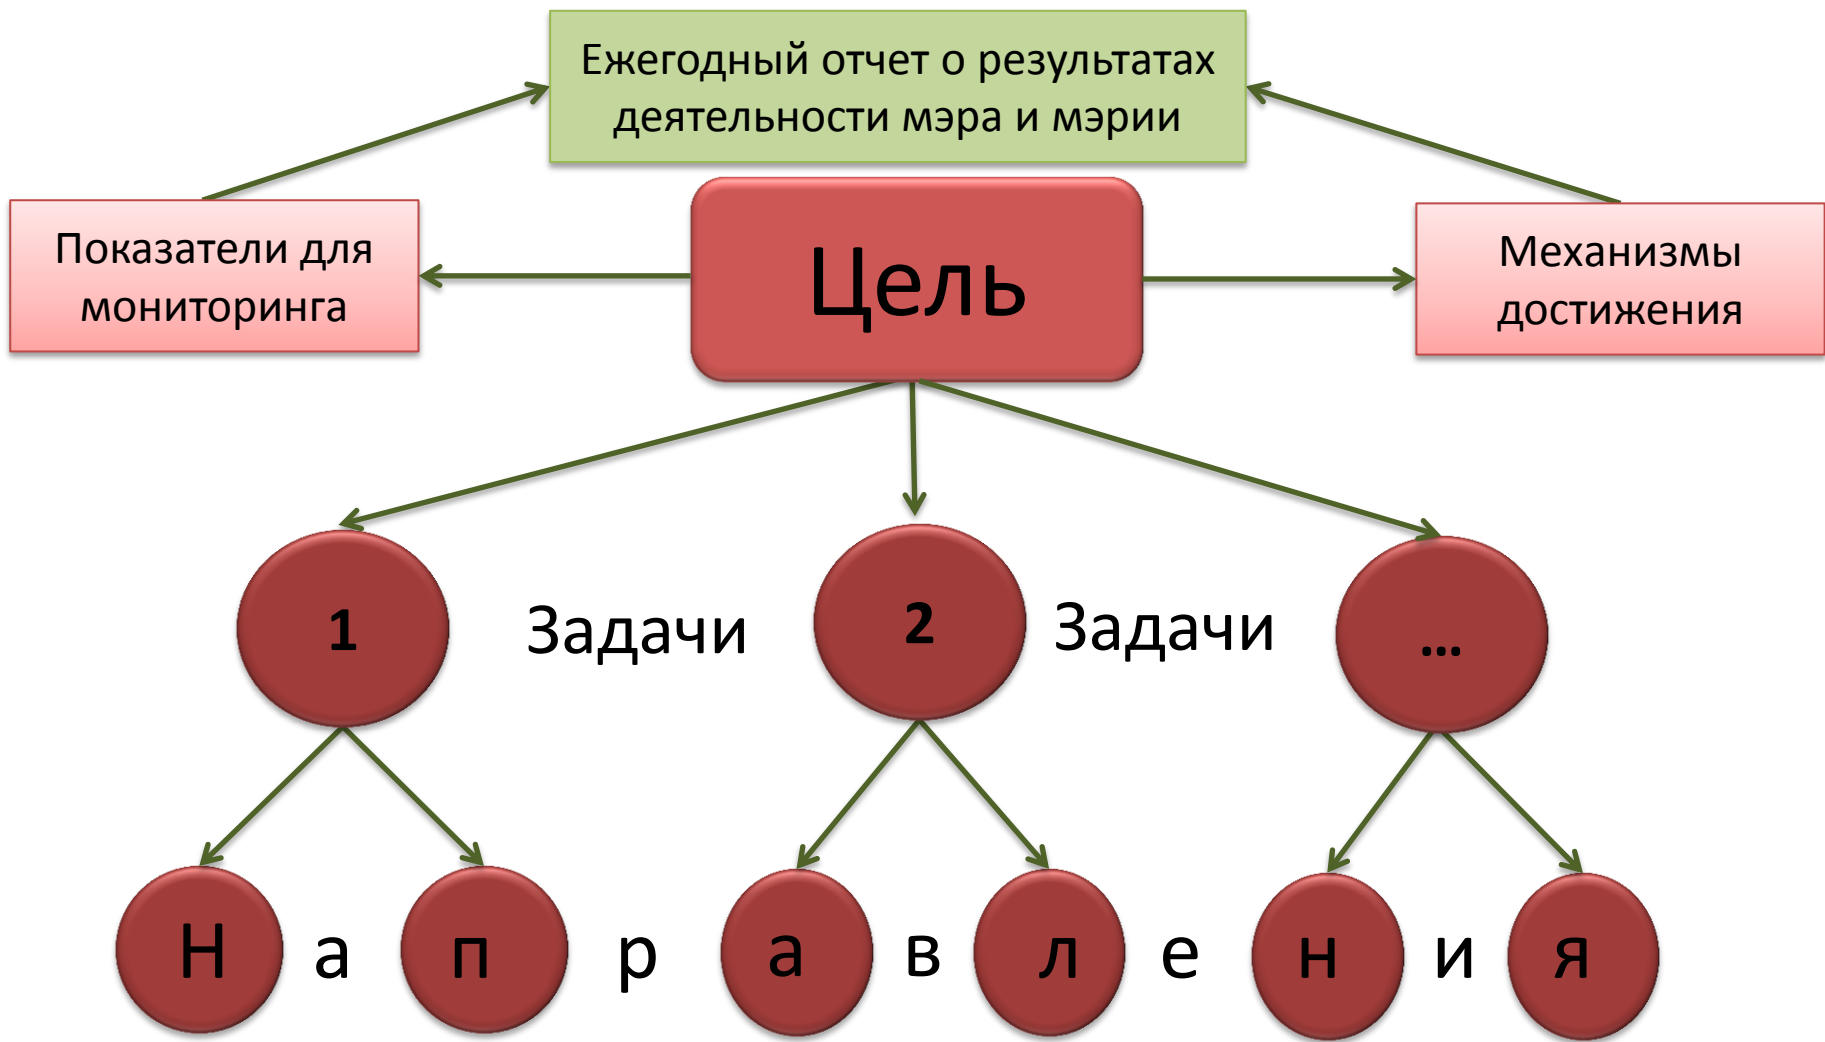 Ежегодный отчет о результатах
деятельности мэра и мэрии
Показатели для
мониторинга
Цель
Механизмы
достижения
1 Задачи 2 Задачи ...
Н а п р а в л е н и я